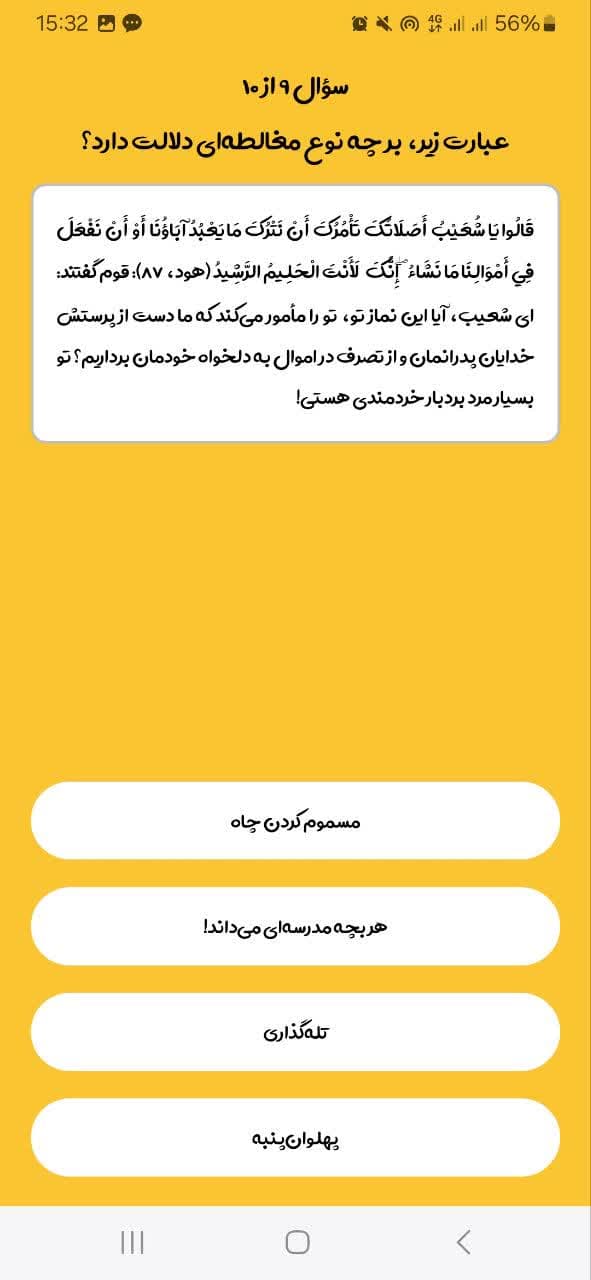 15:32
4G
56%
سؤال ۹ از ۱۰
عبارت زیر، بر چه نوع مغالطه‌ای دلالت دارد؟
قَالُوا يَا شُعَيْبُ أَصَلَاتُكَ تَأْمُرُكَ أَنْ نَتْرُكَ مَا يَعْبُدُ آبَاؤُنَا أَوْ أَنْ نَفْعَلَ
فِي أَمْوَالِنَا مَا نَشَاءُ ۖ إِنَّكَ لَأَنْتَ الْحَلِيمُ الرَّشِيدُ (هود، ۸۷): قوم گفتند:
ای شعیب، آیا این نماز تو، تو را مأمور می‌کند که ما دست از پرستش
خدایان پدرانمان و از تصرف در اموال به دلخواه خودمان برداریم؟ تو
بسیار مرد بردبار خردمندی هستی!
مسموم کردن چاه
هر بچه مدرسه‌ای می‌داند!
تله‌گذاری
پهلوان‌پنبه